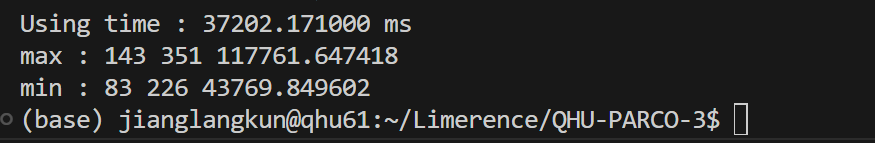 Using time : 37202.171000 ms
max : 143 351 117761.647418
min : 83 226 43769.849602
(base) jianglangkun@qhu61:~/Limerence/QHU-PARCO-3$